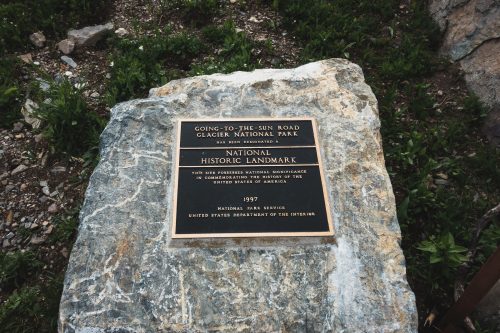 GOING-TO-THE-SUN ROAD
GLACIER NATIONAL PARK
HAS BEEN DESIGNATED A
NATIONAL
HISTORIC LANDMARK
THIS SITE POSSESSES NATIONAL SIGNIFICANCE
IN COMMEMORATING THE HISTORY OF THE
UNITED STATES OF AMERICA
1997
NATIONAL PARK SERVICE
UNITED STATES DEPARTMENT OF THE INTERIOR